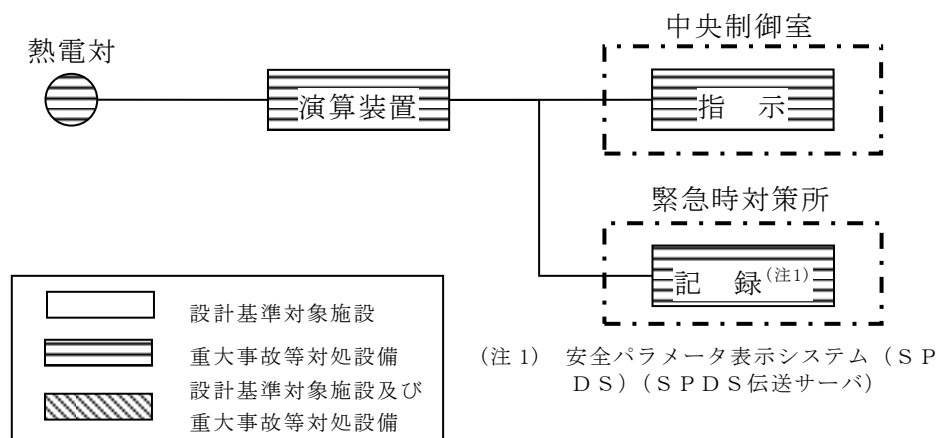 中央制御室
熱電対
演算装置
指　示
緊急時対策所
記　録(注1)
設計基準対象施設
重大事故等対処設備
設計基準対象施設及び
重大事故等対処設備
(注 1)　安全パラメータ表示システム（ＳＰ
ＤＳ）（ＳＰＤＳ伝送サーバ）